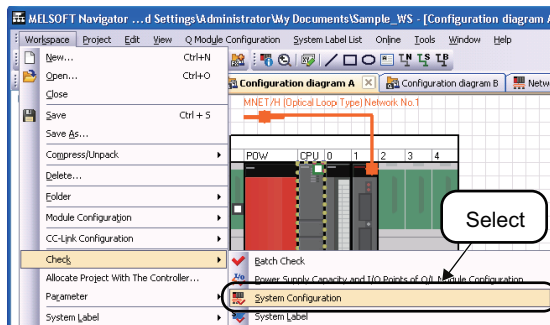 MELSOFT Navigator ...d Settings\Administrator\My Documents\Sample_WS - [Configuration diagram A
Workspace Project Edit View Q Module Configuration System Label List Online Tools Window Help
New... Ctrl+N
Open... Ctrl+O
Close
Save Ctrl + S
Save As...
Compress/Unpack
Delete...
Folder
Module Configuration
CC-Link Configuration
Check
Allocate Project With The Controller...
Parameter
System Label
Configuration diagram A
Configuration diagram B
Netw
MNET/H (Optical Loop Type) Network No.1
POW CPU 0 1 2 3 4
Select
Batch Check
Power Supply Capacity and I/O Points of Q/L Module Configuration
System Configuration
System Label